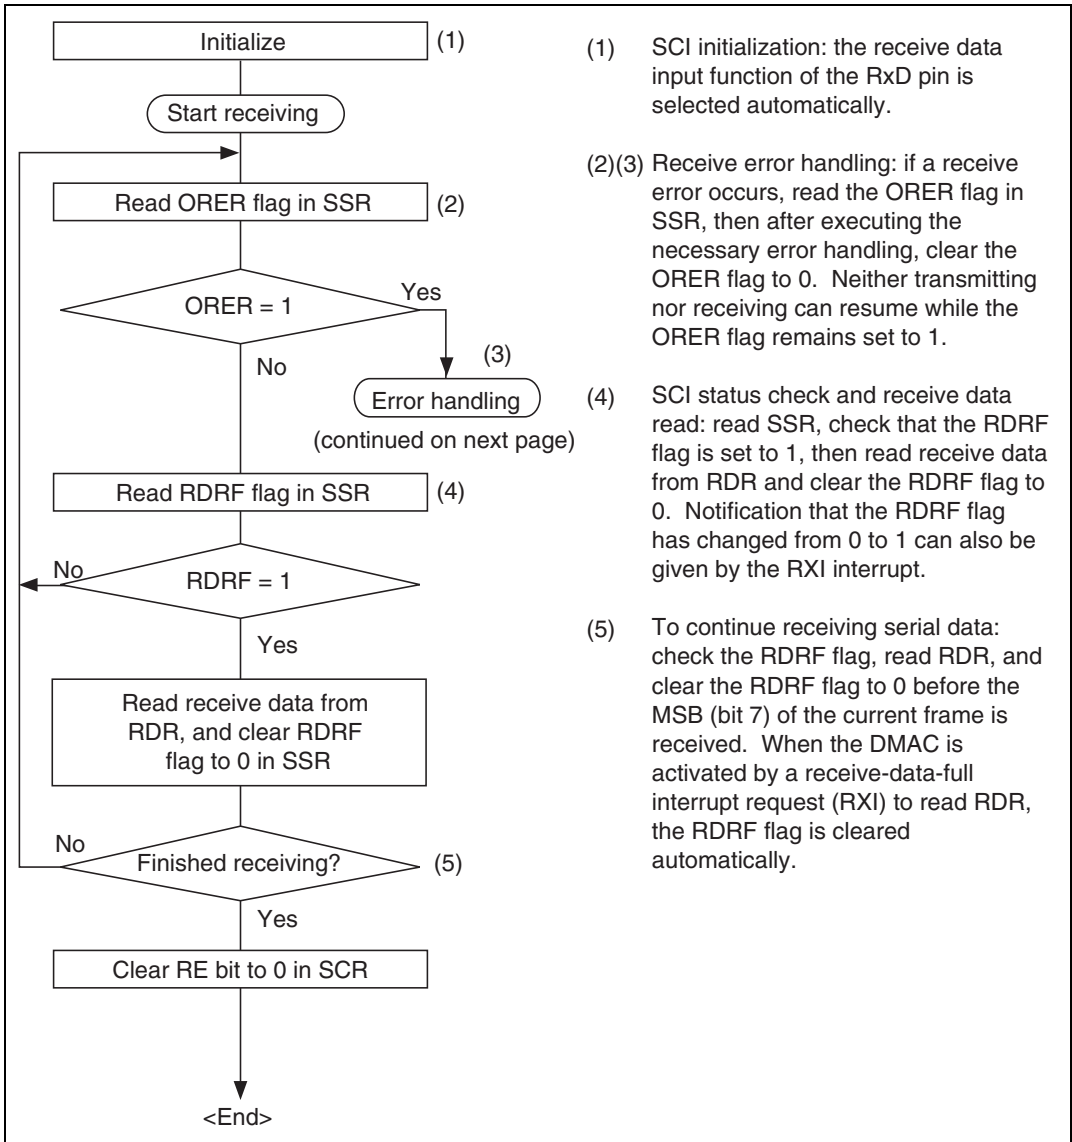 Initialize
(1)
Start receiving
Read ORER flag in SSR
(2)
ORER = 1
Yes
No
(3)
Error handling
(continued on next page)
Read RDRF flag in SSR
(4)
No
RDRF = 1
Yes
Read receive data from
RDR, and clear RDRF
flag to 0 in SSR
No
Finished receiving?
(5)
Yes
Clear RE bit to 0 in SCR
<End>
(1) SCI initialization: the receive data
input function of the RxD pin is
selected automatically.
(2)(3) Receive error handling: if a receive
error occurs, read the ORER flag in
SSR, then after executing the
necessary error handling, clear the
ORER flag to 0. Neither transmitting
nor receiving can resume while the
ORER flag remains set to 1.
(4) SCI status check and receive data
read: read SSR, check that the RDRF
flag is set to 1, then read receive data
from RDR and clear the RDRF flag to
0. Notification that the RDRF flag
has changed from 0 to 1 can also be
given by the RXI interrupt.
(5) To continue receiving serial data:
check the RDRF flag, read RDR, and
clear the RDRF flag to 0 before the
MSB (bit 7) of the current frame is
received. When the DMAC is
activated by a receive-data-full
interrupt request (RXI) to read RDR,
the RDRF flag is cleared
automatically.